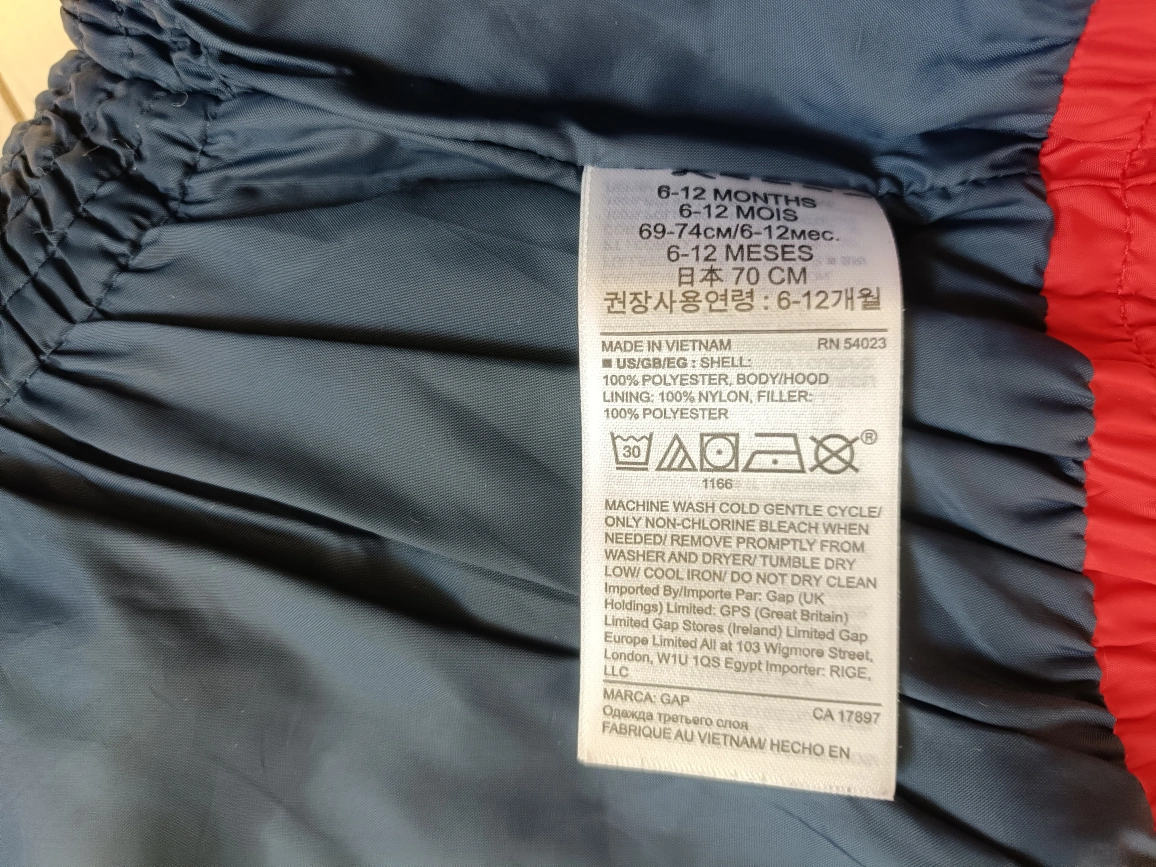 6-12 MONTHS
6-12 MOIS
69-74см/6-12мес.
6-12 MESES
日本 70 CM
권장사용연령 : 6-12개월
MADE IN VIETNAM RN 54023
■ US/GB/EG : SHELL:
100% POLYESTER, BODY/HOOD
LINING: 100% NYLON, FILLER:
100% POLYESTER
30 ®
1166
MACHINE WASH COLD GENTLE CYCLE/
ONLY NON-CHLORINE BLEACH WHEN
NEEDED/ REMOVE PROMPTLY FROM
WASHER AND DRYER/ TUMBLE DRY
LOW/ COOL IRON/ DO NOT DRY CLEAN
Imported By/Importe Par: Gap (UK
Holdings) Limited: GPS (Great Britain)
Limited Gap Stores (Ireland) Limited Gap
Europe Limited All at 103 Wigmore Street,
London, W1U 1QS Egypt Importer: RIGE,
LLC
MARCA: GAP
Одежда третьего слоя CA 17897
FABRIQUE AU VIETNAM/ HECHO EN